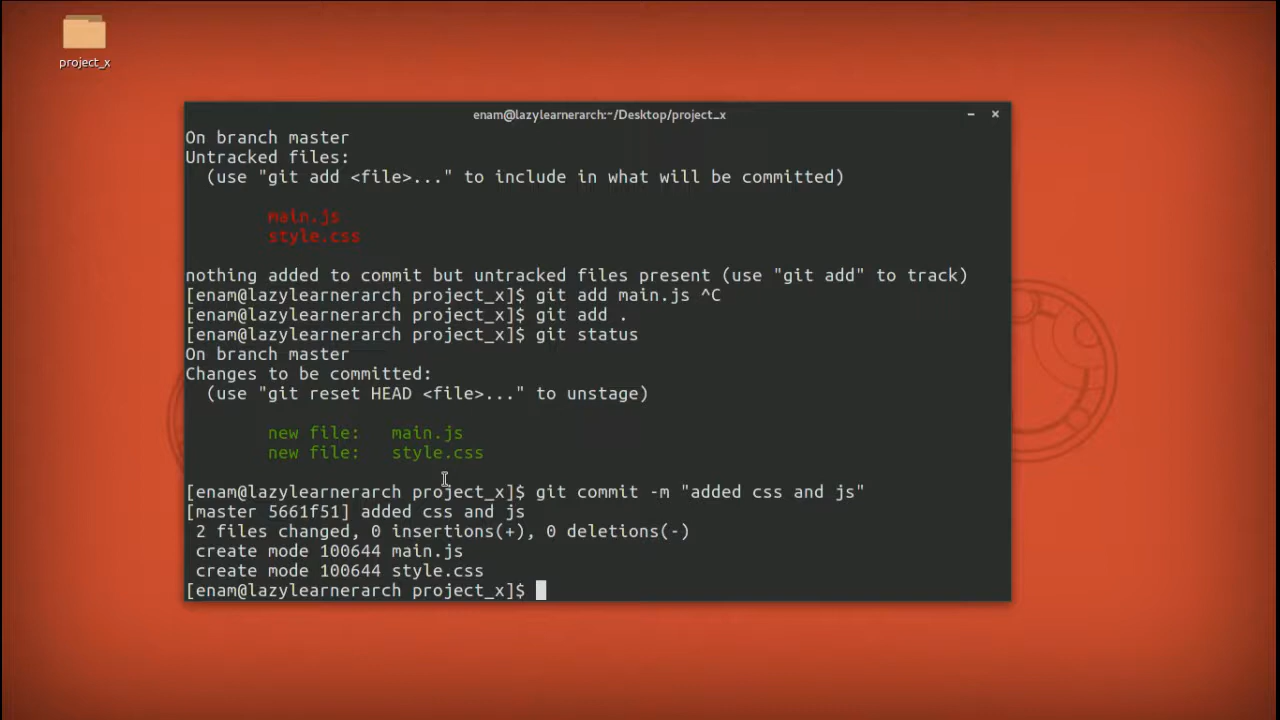 project_x
enam@lazylearnerarch:~/Desktop/project_x
On branch master
Untracked files:
  (use "git add <file>..." to include in what will be committed)
        main.js
        style.css
nothing added to commit but untracked files present (use "git add" to track)
[enam@lazylearnerarch project_x]$ git add main.js ^C
[enam@lazylearnerarch project_x]$ git add .
[enam@lazylearnerarch project_x]$ git status
On branch master
Changes to be committed:
  (use "git reset HEAD <file>..." to unstage)
        new file:   main.js
        new file:   style.css
[enam@lazylearnerarch project_x]$ git commit -m "added css and js"
[master 5661f51] added css and js
 2 files changed, 0 insertions(+), 0 deletions(-)
 create mode 100644 main.js
 create mode 100644 style.css
[enam@lazylearnerarch project_x]$